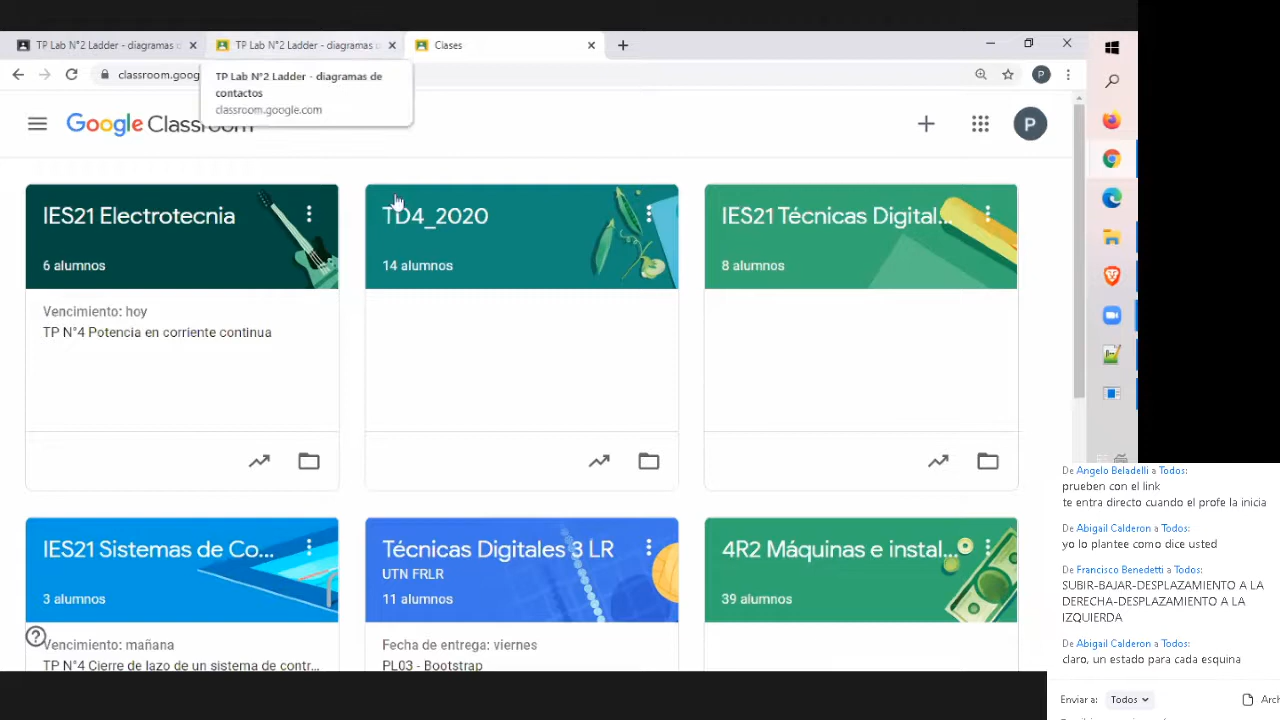 TP Lab N°2 Ladder - diagramas
TP Lab N°2 Ladder - diagramas
Clases
classroom.goog
P
TP Lab N°2 Ladder - diagramas de
contactos
classroom.google.com
Google Classroom
P
IES21 Electrotecnia
6 alumnos
Vencimiento: hoy
TP N°4 Potencia en corriente continua
TD4_2020
14 alumnos
IES21 Técnicas Digital...
8 alumnos
IES21 Sistemas de Co...
3 alumnos
Vencimiento: mañana
TP N°4 Cierre de lazo de un sistema de contr...
Técnicas Digitales 3 LR
UTN FRLR
11 alumnos
Fecha de entrega: viernes
PL03 - Bootstrap
4R2 Máquinas e instal...
39 alumnos
De Angelo Beladelli a Todos:
prueben con el link
te entra directo cuando el profe la inicia
De Abigail Calderon a Todos:
yo lo plantee como dice usted
De Francisco Benedetti a Todos:
SUBIR-BAJAR-DESPLAZAMIENTO A LA
DERECHA-DESPLAZAMIENTO A LA
IZQUIERDA
De Abigail Calderon a Todos:
claro, un estado para cada esquina
Enviar a: Todos
Arch